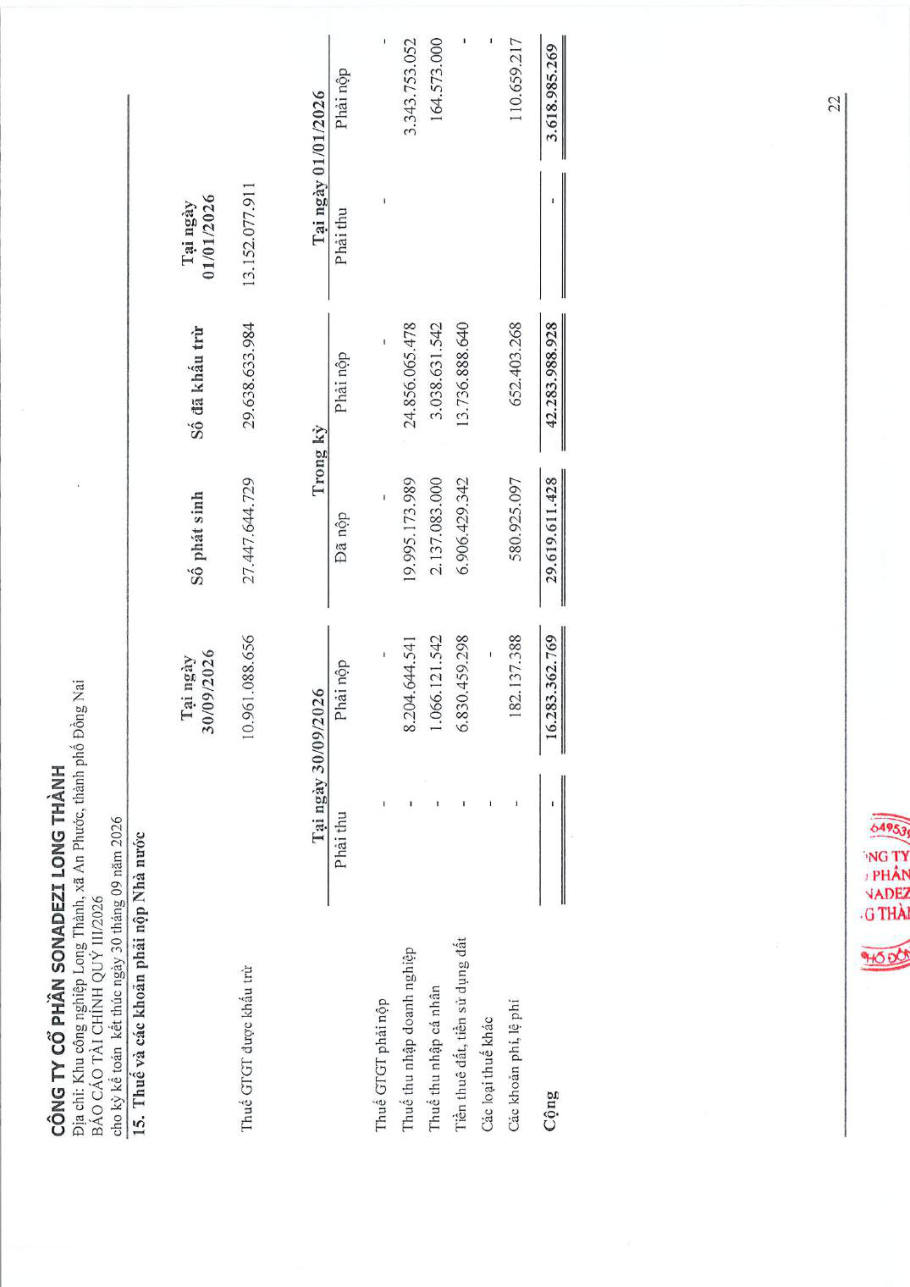 CÔNG TY CỔ PHẦN SONADEZI LONG THÀNH
Địa chỉ: Khu công nghiệp Long Thành, xã An Phước, thành phố Đồng Nai
BÁO CÁO TÀI CHÍNH QUÝ III/2026
cho kỳ kế toán kết thúc ngày 30 tháng 09 năm 2026
15. Thuế và các khoản phải nộp Nhà nước
Tại ngày 30/09/2026 Số phát sinh Số đã khấu trừ Tại ngày 01/01/2026
Thuế GTGT được khấu trừ 10.961.088.656 27.447.644.729 29.638.633.984 13.152.077.911
Tại ngày 30/09/2026 Trong kỳ Tại ngày 01/01/2026
Phải thu Phải nộp Đã nộp Phải nộp Phải thu Phải nộp
Thuế GTGT phải nộp - - - - - -
Thuế thu nhập doanh nghiệp - 8.204.644.541 19.995.173.989 24.856.065.478 3.343.753.052
Thuế thu nhập cá nhân - 1.066.121.542 2.137.083.000 3.038.631.542 164.573.000
Tiền thuê đất, tiền sử dụng đất - 6.830.459.298 6.906.429.342 13.736.888.640 -
Các loại thuế khác - - -
Các khoản phí, lệ phí - 182.137.388 580.925.097 652.403.268 110.659.217
Cộng - 16.283.362.769 29.619.611.428 42.283.988.928 - 3.618.985.269
22
NG TY
PHẦN
G THÀ